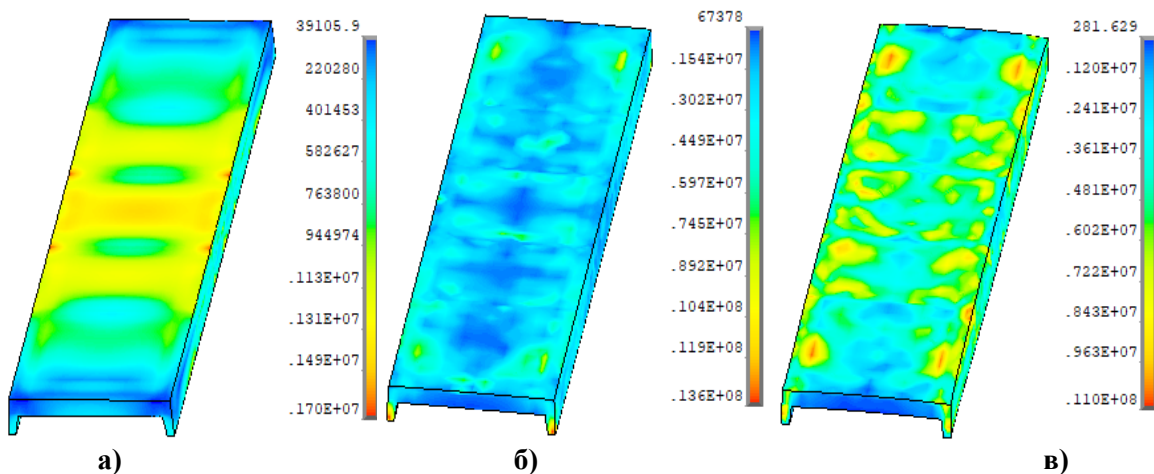 39105.9
220280
401453
582627
763800
944974
.113E+07
.131E+07
.149E+07
.170E+07
67378
.154E+07
.302E+07
.449E+07
.597E+07
.745E+07
.892E+07
.104E+08
.119E+08
.136E+08
281.629
.120E+07
.241E+07
.361E+07
.481E+07
.602E+07
.722E+07
.843E+07
.963E+07
.110E+08
а)
б)
в)